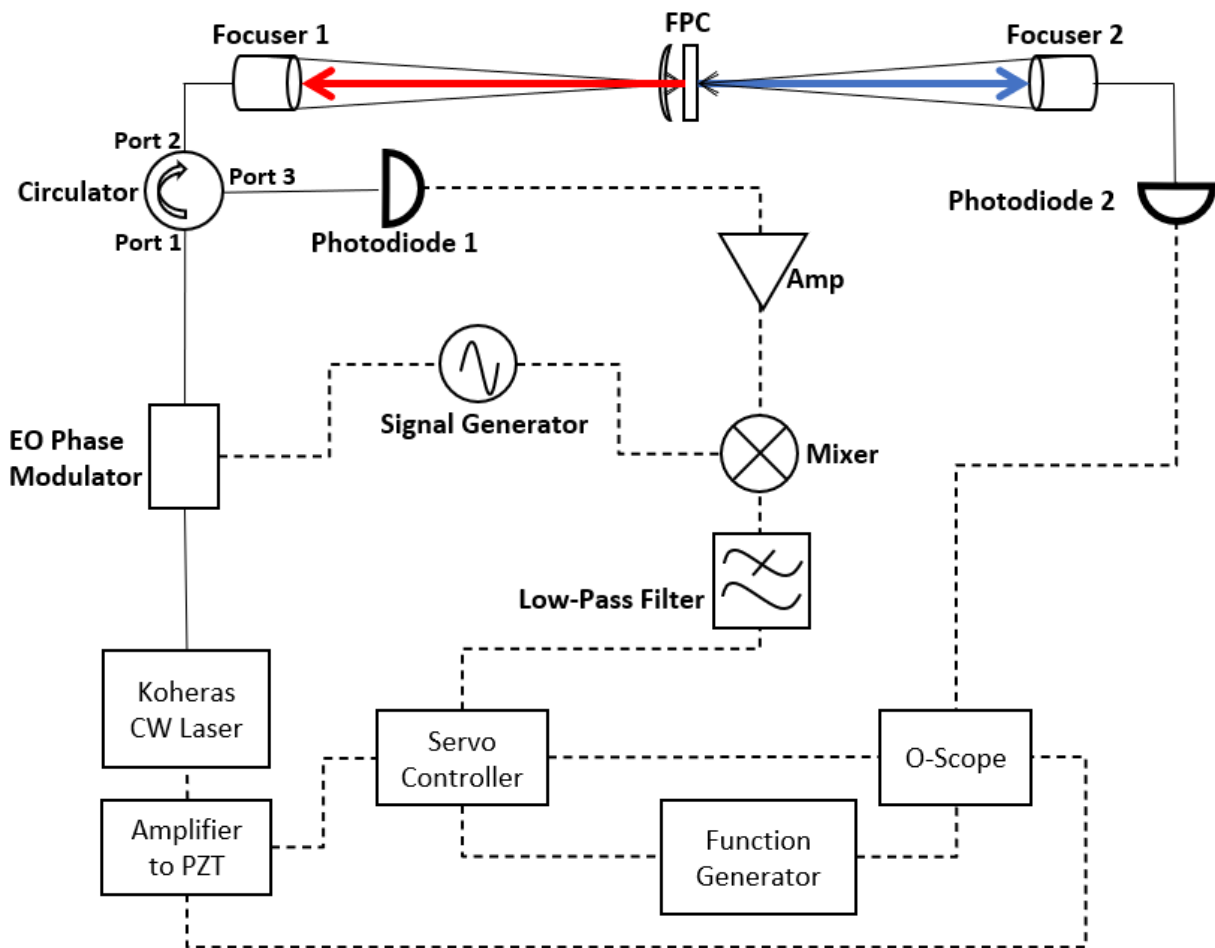 Focuser 1
FPC
Focuser 2
Port 2
Circulator
Port 3
Port 1
Photodiode 1
Photodiode 2
Amp
Signal Generator
EO Phase
Modulator
Mixer
Low-Pass Filter
Koheras
CW Laser
Servo
Controller
O-Scope
Amplifier
to PZT
Function
Generator